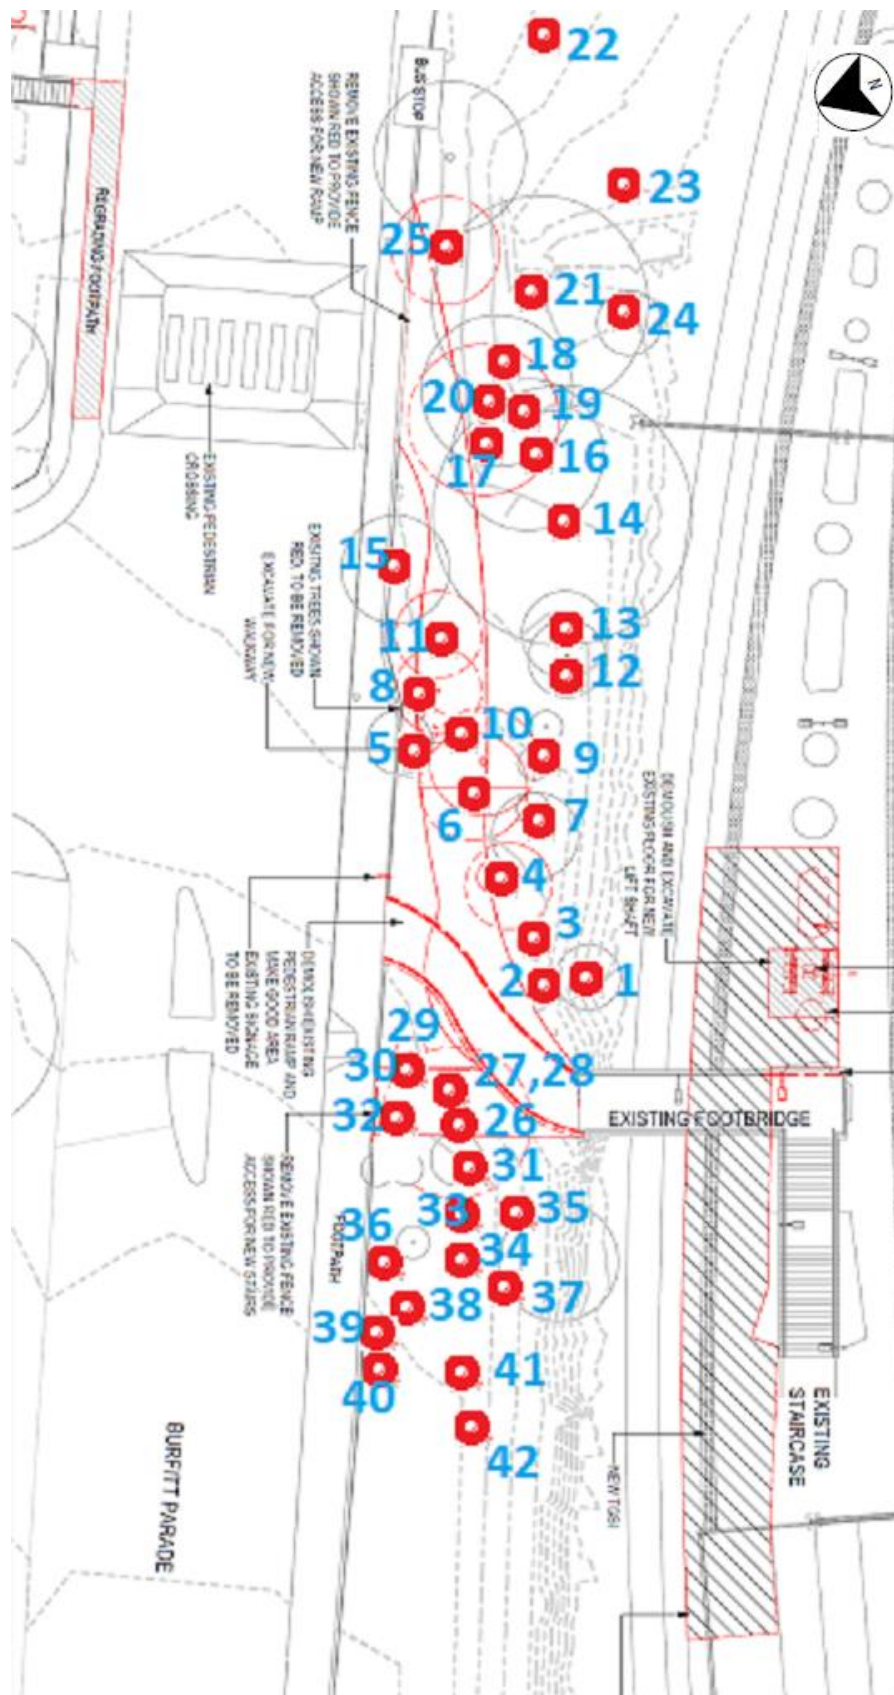 22
N
BUS STOP
REMOVE EXISTING FENCE
SHOWN RED TO PROVIDE
ACCESS FOR NEW RAMP
23
REGRADING FOOTPATH
25
21
24
18
20
19
17
16
EXISTING PEDESTRIAN
CROSSING
14
15
EXISITNG TREES SHOWN
RED, TO BE REMOVED
EXCAVATE FOR NEW
WALKWAY
13
11
12
8
10
5
9
6
7
DEMOLISH AND EXCAVATE
EXISTING FLOOR FOR NEW
LIFT SHAFT
4
3
2
1
DEMOLISH EXISTING
PEDESTRIAN RAMP AND
MAKE GOOD AREA
EXISTING SIGNAGE
TO BE REMOVED
29
30
27,28
32
26
EXISTING FOOTBRIDGE
31
REMOVE EXISTING FENCE
SHOWN RED TO PROVIDE
ACCESS FOR NEW STAIRS
33
35
FOOTPATH
36
34
37
38
39
40
41
42
EXISTING
STAIRCASE
NEW TGSI
BURFITT PARADE